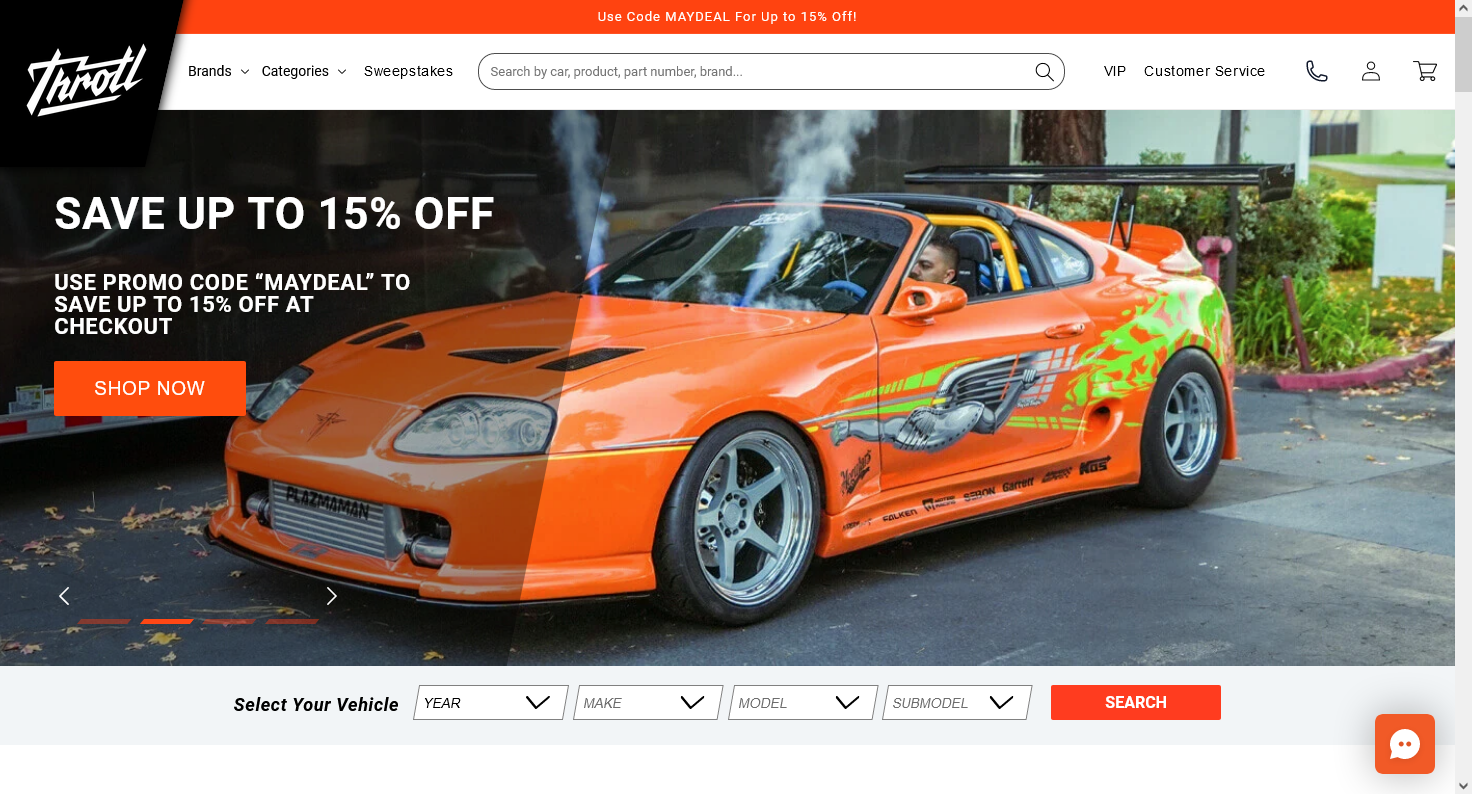 Use Code MAYDEAL For Up to 15% Off!
Throtl
Brands
Categories
Sweepstakes
Search by car, product, part number, brand...
VIP
Customer Service
SAVE UP TO 15% OFF
USE PROMO CODE “MAYDEAL” TO
SAVE UP TO 15% OFF AT
CHECKOUT
SHOP NOW
PLAZMAMAN
FALKEN
SEIBON
Garrett
KGS
Select Your Vehicle
YEAR
MAKE
MODEL
SUBMODEL
SEARCH